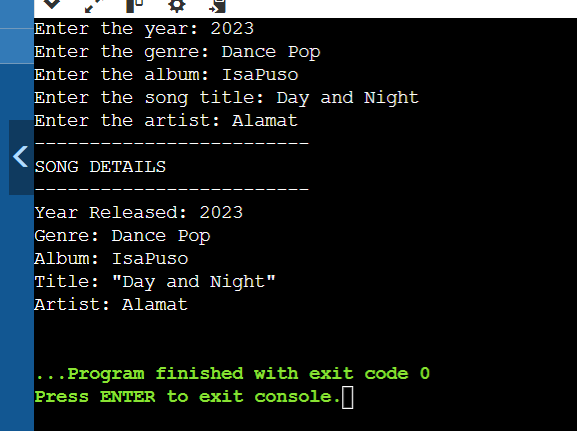 Enter the year: 2023
Enter the genre: Dance Pop
Enter the album: IsaPuso
Enter the song title: Day and Night
Enter the artist: Alamat
-------------------------
SONG DETAILS
-------------------------
Year Released: 2023
Genre: Dance Pop
Album: IsaPuso
Title: "Day and Night"
Artist: Alamat
...Program finished with exit code 0
Press ENTER to exit console.